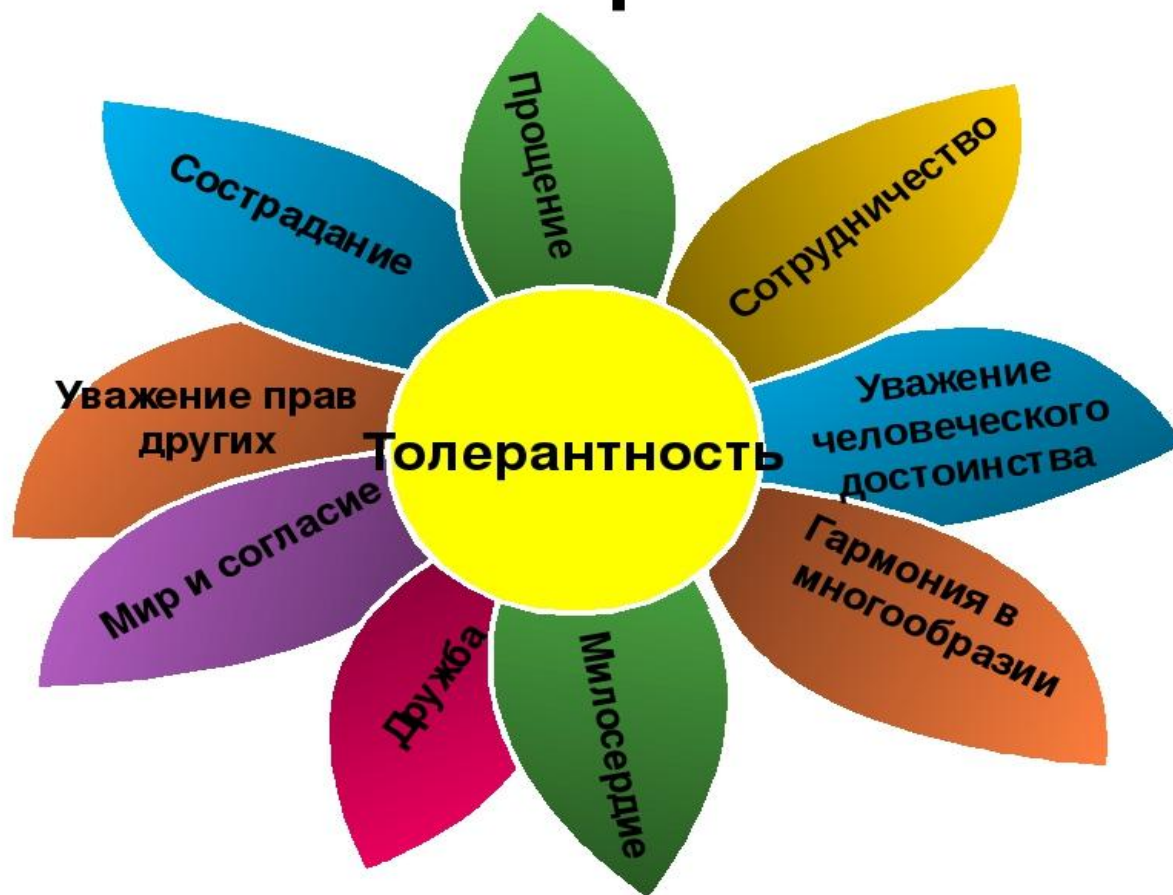 Прощение
Сострадание
Сотрудничество
Уважение прав
других
Толерантность
Уважение
человеческого
достоинства
Мир и согласие
Гармония в
многообразии
Дружба
Милосердие